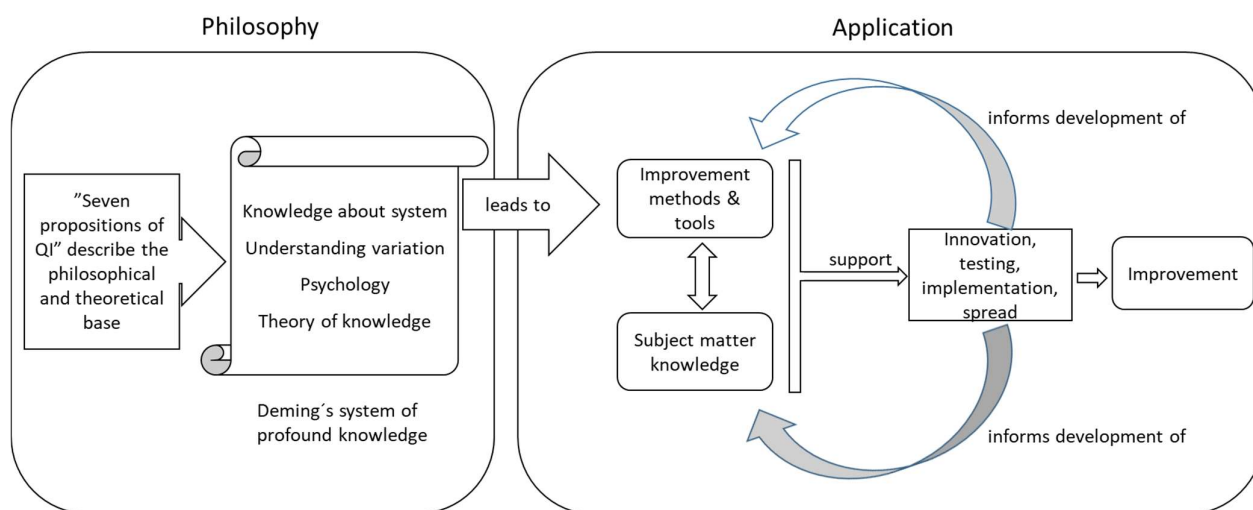 Philosophy
”Seven
propositions of
QI” describe the
philosophical
and theoretical
base
Knowledge about system
Understanding variation
Psychology
Theory of knowledge
Deming´s system of
profound knowledge
leads to
Application
Improvement
methods &
tools
Subject matter
knowledge
support
informs development of
Innovation,
testing,
implementation,
spread
informs development of
Improvement